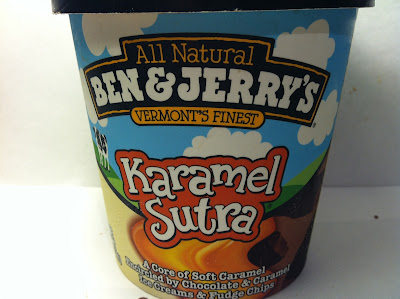 All Natural
BEN & JERRY'S
VERMONT'S FINEST
Karamel
Sutra
A Core of Soft Caramel
Encircled by Chocolate & Caramel
Ice Creams & Fudge Chips